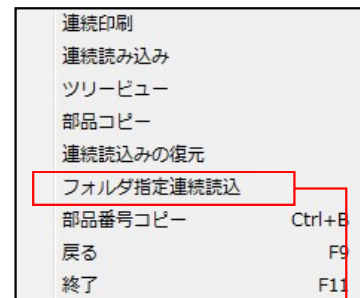 連続印刷
連続読み込み
ツリービュー
部品コピー
連続読込みの復元
フォルダ指定連続読込
部品番号コピー Ctrl+B
戻る F9
終了 F11